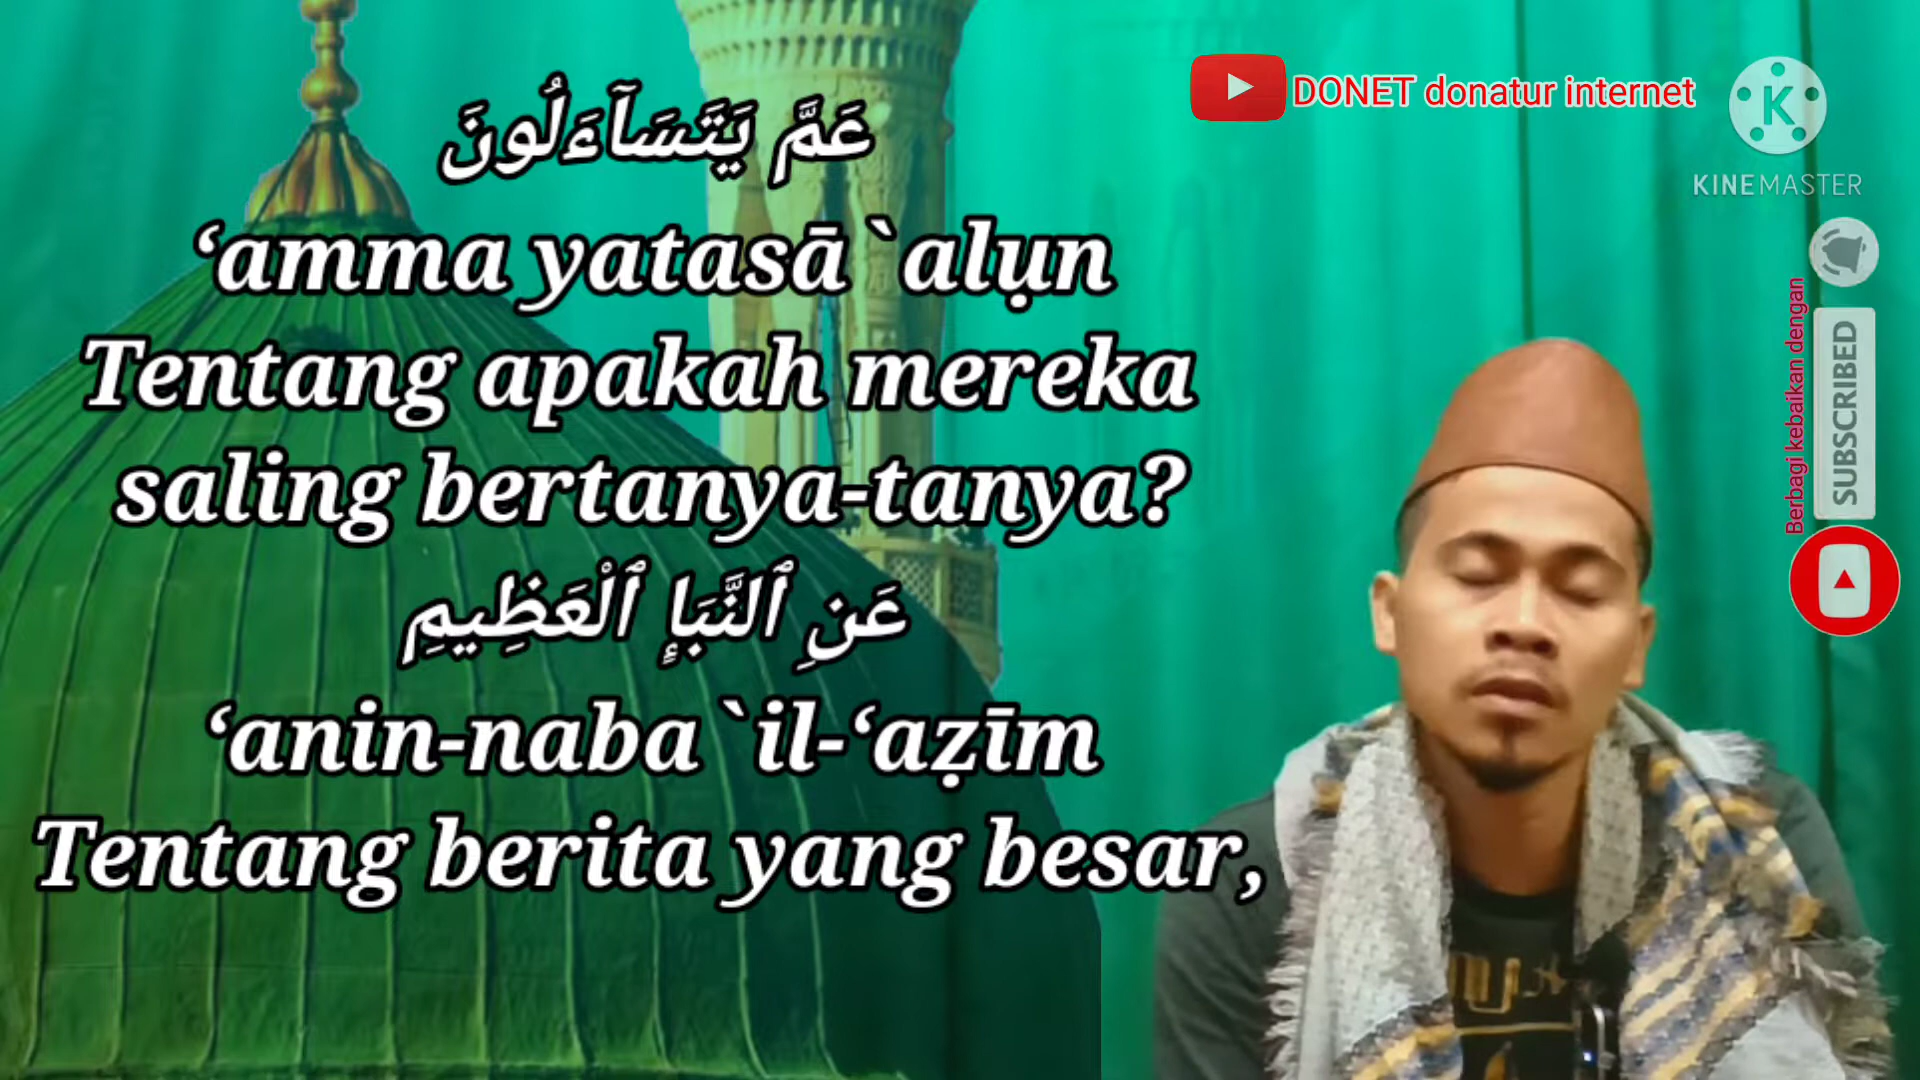 عَمَّ يَتَسَآءَلُونَ
‘amma yatasā`alụn
Tentang apakah mereka
saling bertanya-tanya?
عَنِ ٱلنَّبَإِ ٱلْعَظِيمِ
‘anin-naba`il-‘aẓīm
Tentang berita yang besar,
DONET donatur internet
K
KINEMASTER
Berbagi kebaikan dengan
SUBSCRIBED